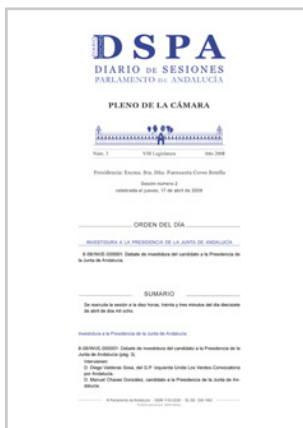 DIARIO
DSPA
DIARIO DE SESIONES
PARLAMENTO DE ANDALUCÍA
PLENO DE LA CÁMARA
Núm. 3 VIII Legislatura Año 2008
Presidencia: Excma. Sra. Dña. Fuensanta Coves Botella
Sesión número 2
celebrada el jueves, 17 de abril de 2008
ORDEN DEL DÍA
INVESTIDURA A LA PRESIDENCIA DE LA JUNTA DE ANDALUCÍA
8-08/INVE-000001. Debate de investidura del candidato a la Presidencia de
la Junta de Andalucía.
SUMARIO
Se reanuda la sesión a la diez horas, treinta y tres minutos del día diecisiete
de abril de dos mil ocho.
Investidura a la Presidencia de la Junta de Andalucía
8-08/INVE-000001. Debate de investidura del candidato a la Presidencia de la
Junta de Andalucía (pág. 3).
Intervienen:
D. Diego Valderas Sosa, del G.P. Izquierda Unida Los Verdes-Convocatoria
por Andalucía.
D. Manuel Chaves González, candidato a la Presidencia de la Junta de An-
dalucía.